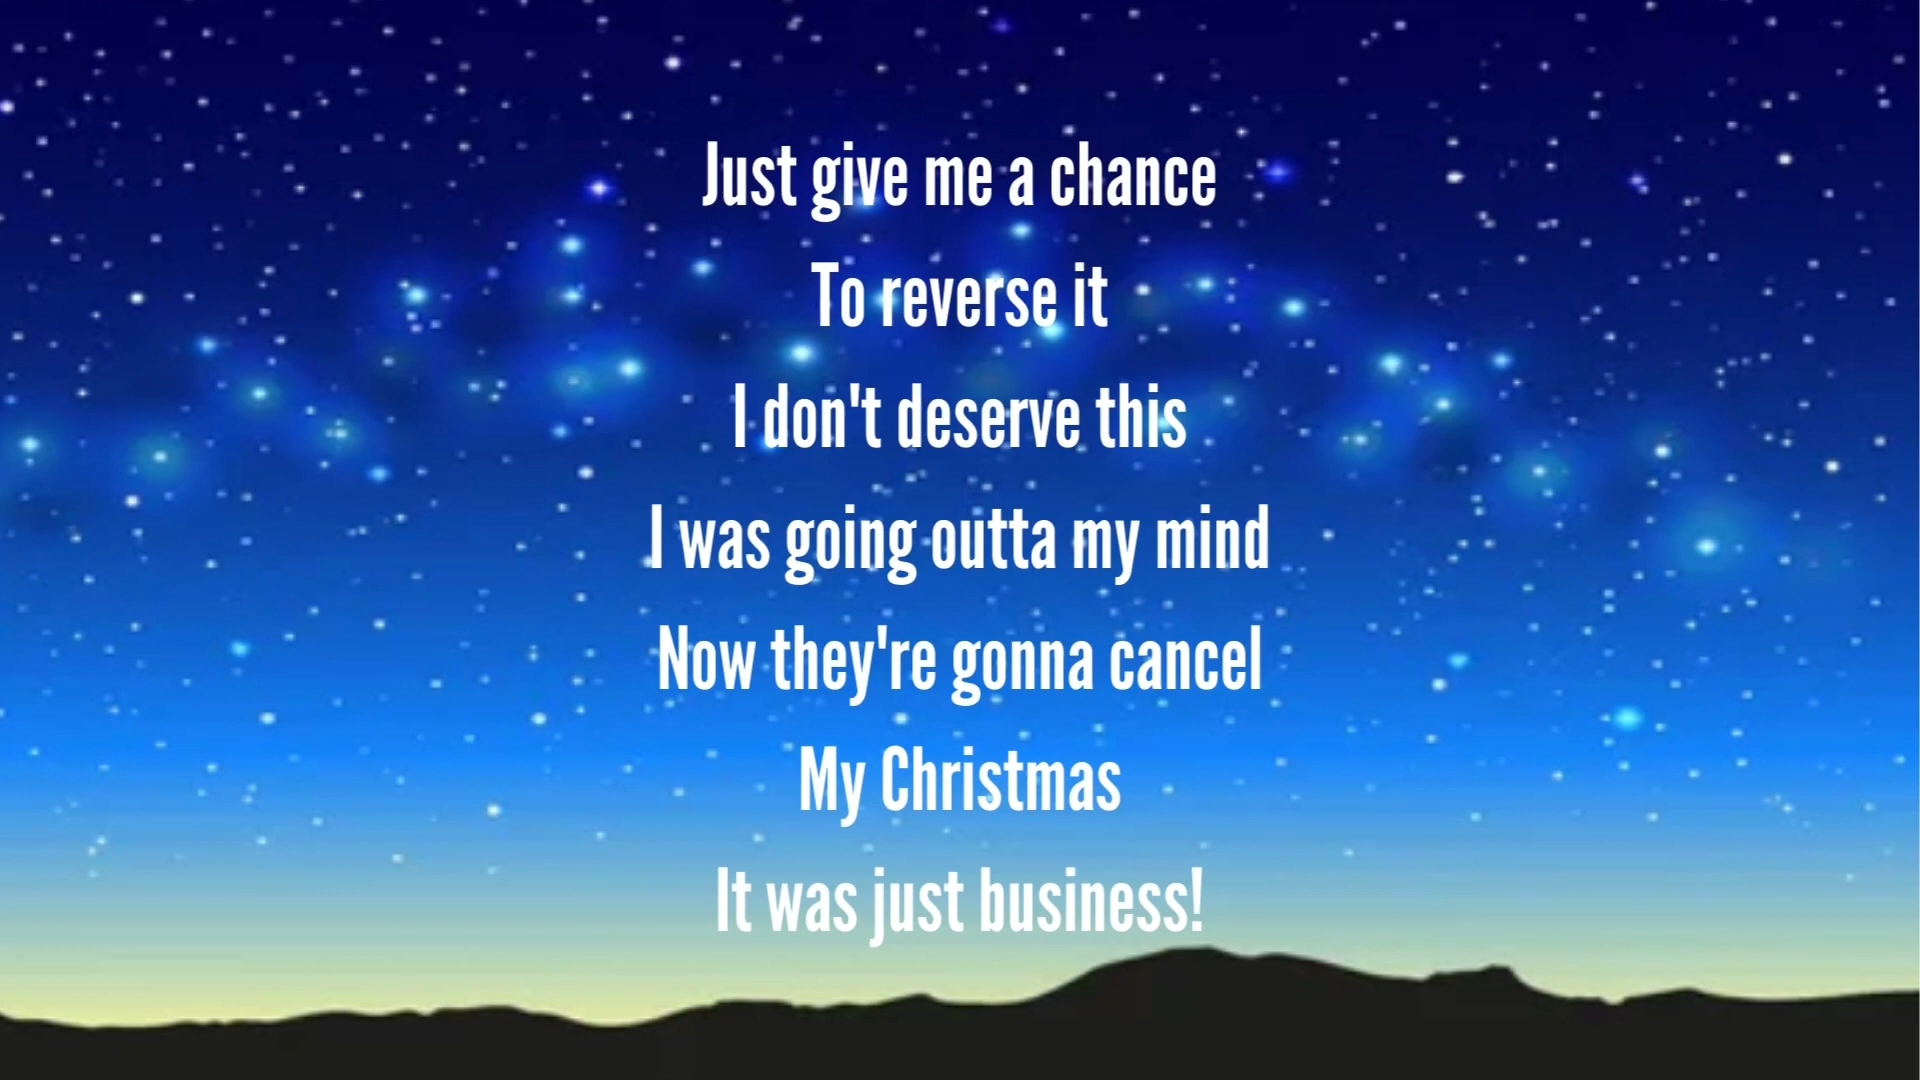 Just give me a chance
To reverse it
I don't deserve this
I was going outta my mind
Now they're gonna cancel
My Christmas
It was just business!